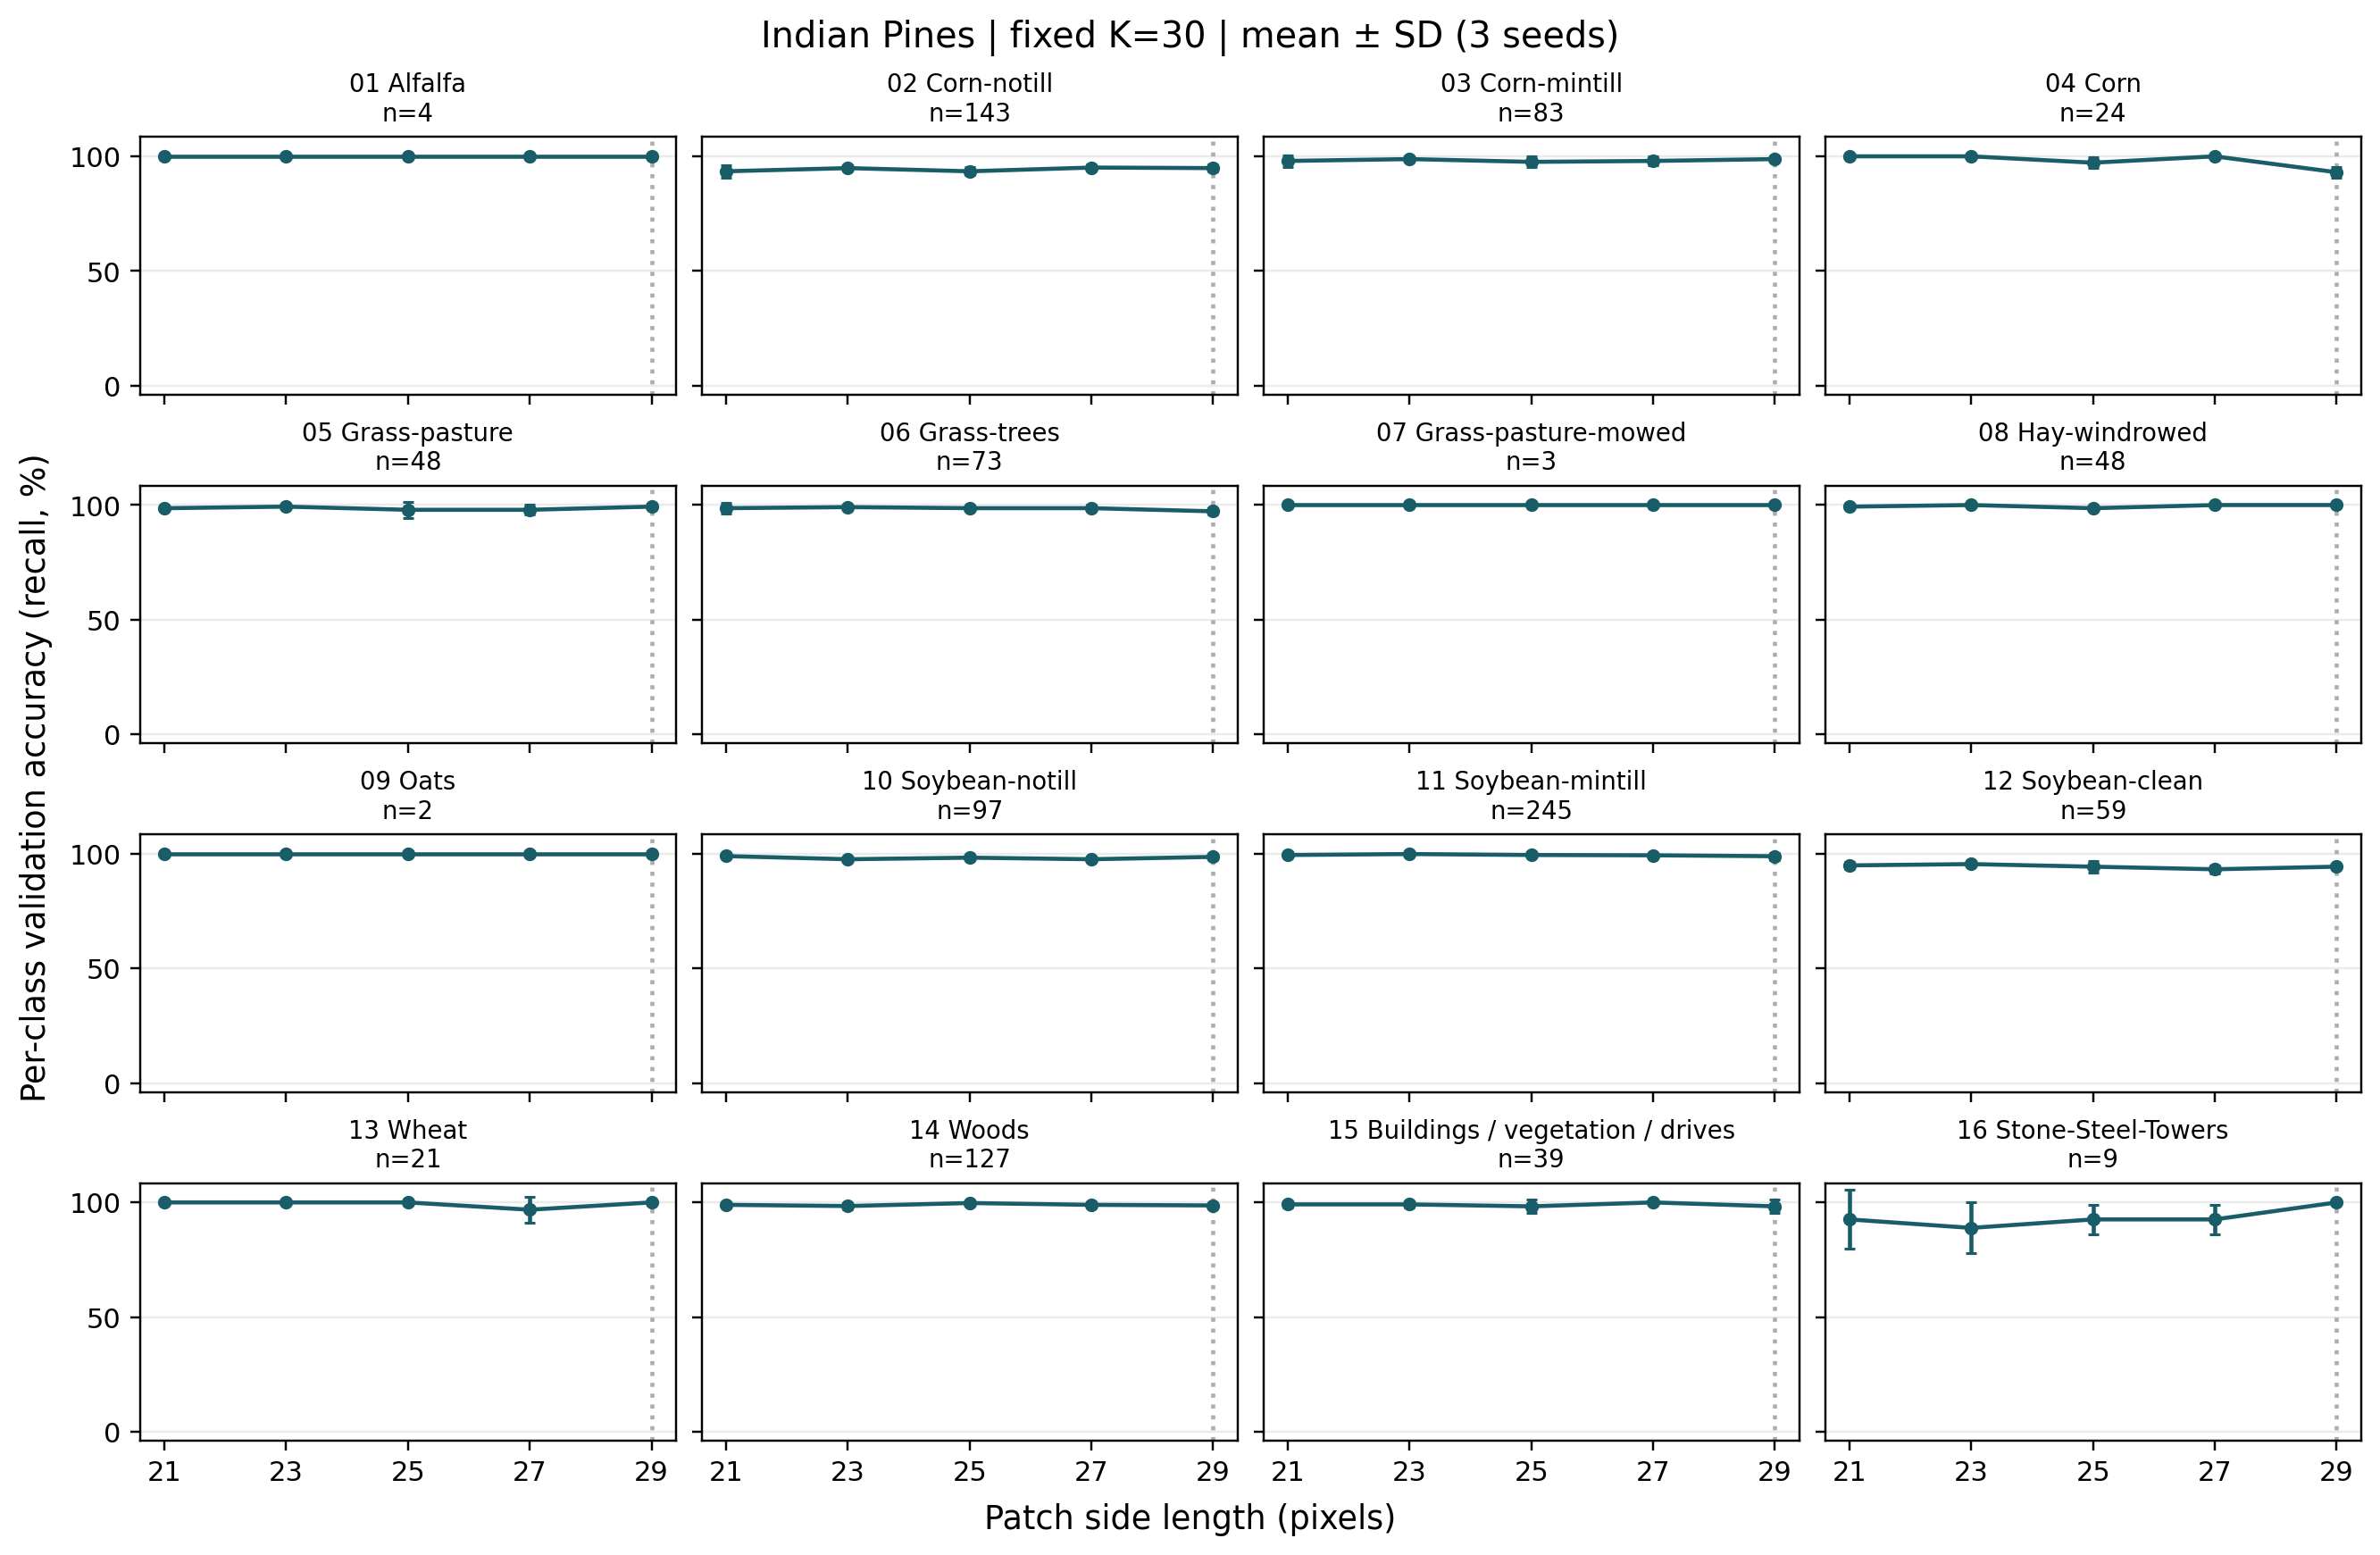 Indian Pines | fixed K=30 | mean ± SD (3 seeds)
01 Alfalfa
n=4
02 Corn-notill
n=143
03 Corn-mintill
n=83
04 Corn
n=24
100
50
0
05 Grass-pasture
n=48
06 Grass-trees
n=73
07 Grass-pasture-mowed
n=3
08 Hay-windrowed
n=48
100
50
0
Per-class validation accuracy (recall, %)
09 Oats
n=2
10 Soybean-notill
n=97
11 Soybean-mintill
n=245
12 Soybean-clean
n=59
100
50
0
13 Wheat
n=21
14 Woods
n=127
15 Buildings / vegetation / drives
n=39
16 Stone-Steel-Towers
n=9
100
50
0
21 23 25 27 29
21 23 25 27 29
21 23 25 27 29
21 23 25 27 29
Patch side length (pixels)